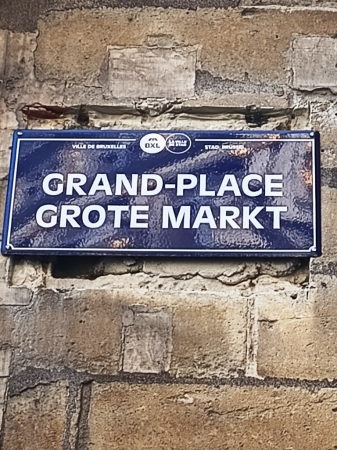 VILLE DE BRUXELLES BXL STAD BRUSSEL
GRAND-PLACE
GROTE MARKT